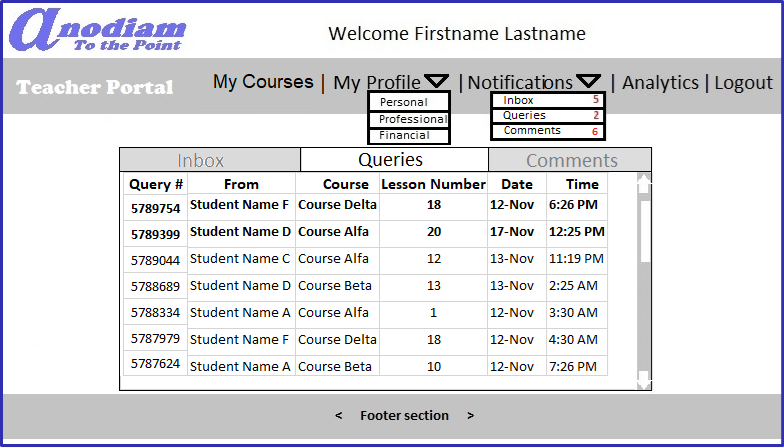 anodiam
To the Point
Welcome Firstname Lastname
Teacher Portal
My Courses | My Profile | Notifications | Analytics | Logout
Personal
Professional
Financial
Inbox 5
Queries 2
Comments 6
Inbox Queries Comments
Query # From Course Lesson Number Date Time
5789754 Student Name F Course Delta 18 12-Nov 6:26 PM
5789399 Student Name D Course Alfa 20 17-Nov 12:25 PM
5789044 Student Name C Course Alfa 12 13-Nov 11:19 PM
5788689 Student Name D Course Beta 13 13-Nov 2:25 AM
5788334 Student Name A Course Alfa 1 12-Nov 3:30 AM
5787979 Student Name F Course Delta 18 12-Nov 4:30 AM
5787624 Student Name A Course Beta 10 12-Nov 7:26 PM
< Footer section >